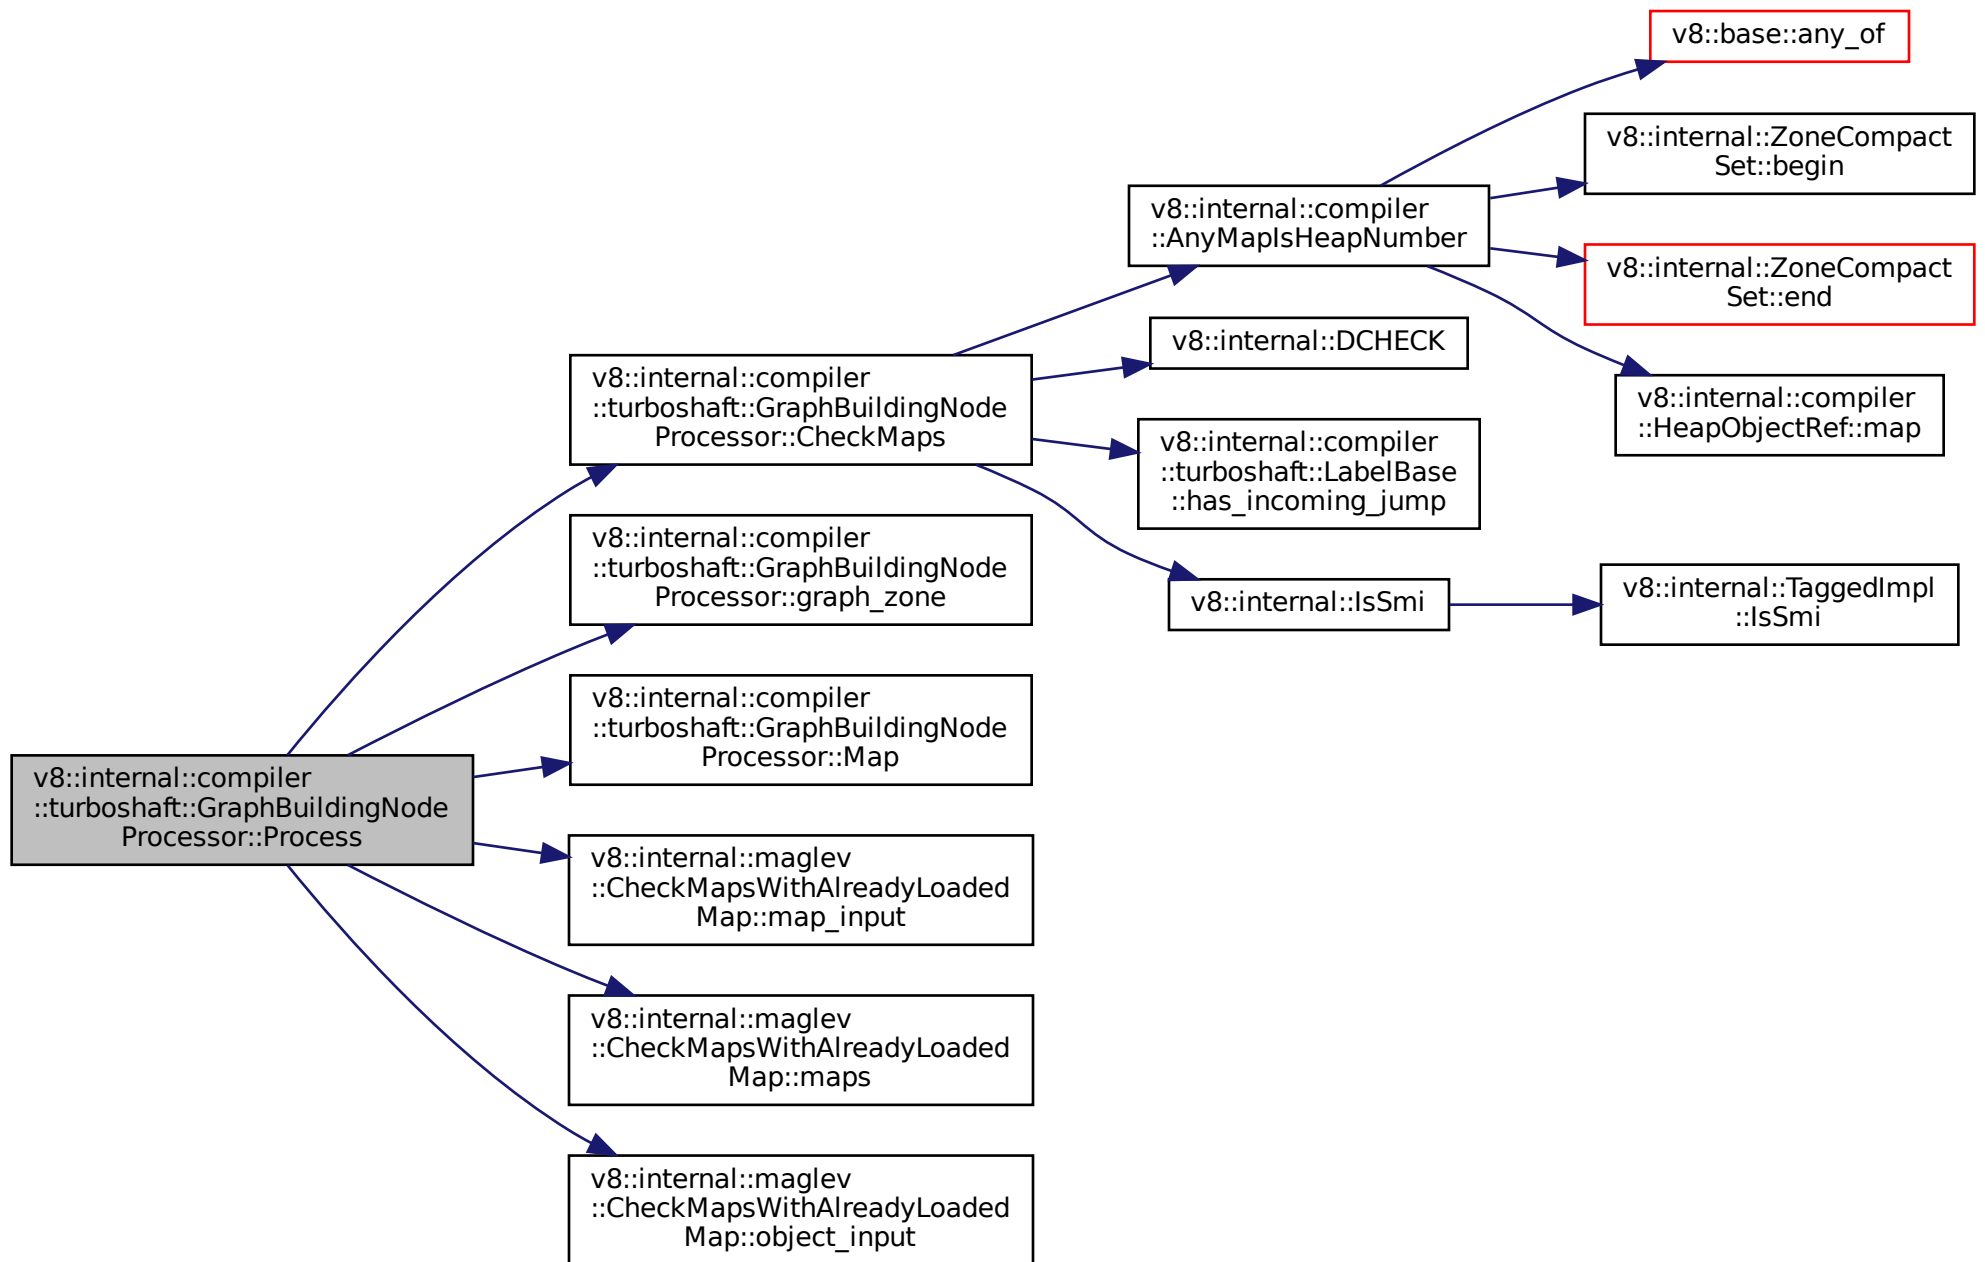 v8::base::any_of
v8::internal::ZoneCompact
Set::begin
v8::internal::compiler
::AnyMapIsHeapNumber
v8::internal::ZoneCompact
Set::end
v8::internal::DCHECK
v8::internal::compiler
::turboshaft::GraphBuildingNode
Processor::CheckMaps
v8::internal::compiler
::HeapObjectRef::map
v8::internal::compiler
::turboshaft::LabelBase
::has_incoming_jump
v8::internal::compiler
::turboshaft::GraphBuildingNode
Processor::graph_zone
v8::internal::IsSmi
v8::internal::TaggedImpl
::IsSmi
v8::internal::compiler
::turboshaft::GraphBuildingNode
Processor::Map
v8::internal::compiler
::turboshaft::GraphBuildingNode
Processor::Process
v8::internal::maglev
::CheckMapsWithAlreadyLoaded
Map::map_input
v8::internal::maglev
::CheckMapsWithAlreadyLoaded
Map::maps
v8::internal::maglev
::CheckMapsWithAlreadyLoaded
Map::object_input